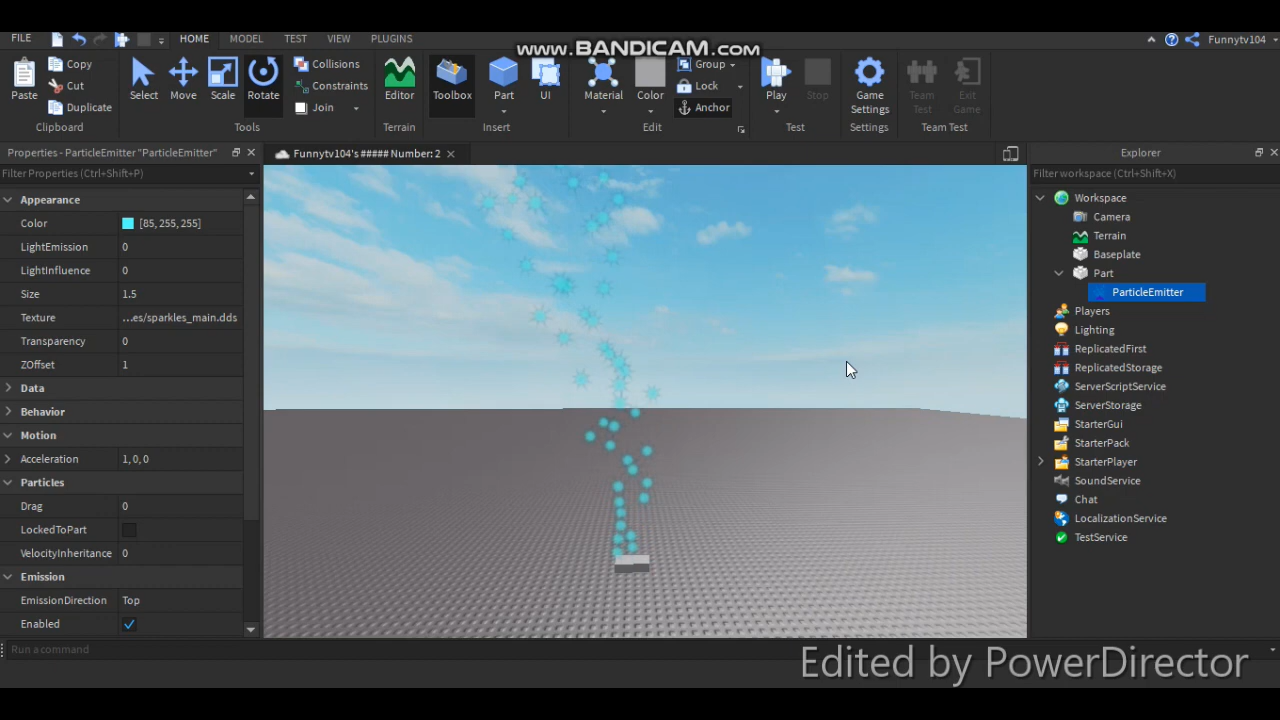 FILE HOME MODEL TEST VIEW PLUGINS
www.BANDICAM.com
Funnytv104
Paste
Copy
Cut
Duplicate
Clipboard
Select
Move
Scale
Rotate
Collisions
Constraints
Join
Tools
Editor
Terrain
Toolbox
Part
UI
Insert
Material
Color
Group
Lock
Anchor
Edit
Play
Stop
Test
Game Settings
Settings
Team Test
Exit Game
Team Test
Properties - ParticleEmitter "ParticleEmitter"
Filter Properties (Ctrl+Shift+P)
Appearance
Color [85, 255, 255]
LightEmission 0
LightInfluence 0
Size 1.5
Texture ...es/sparkles_main.dds
Transparency 0
ZOffset 1
Data
Behavior
Motion
Acceleration 1, 0, 0
Particles
Drag 0
LockedToPart
VelocityInheritance 0
Emission
EmissionDirection Top
Enabled
Funnytv104's ##### Number: 2
Explorer
Filter workspace (Ctrl+Shift+X)
Workspace
Camera
Terrain
Baseplate
Part
ParticleEmitter
Players
Lighting
ReplicatedFirst
ReplicatedStorage
ServerScriptService
ServerStorage
StarterGui
StarterPack
StarterPlayer
SoundService
Chat
LocalizationService
TestService
Run a command
Edited by PowerDirector